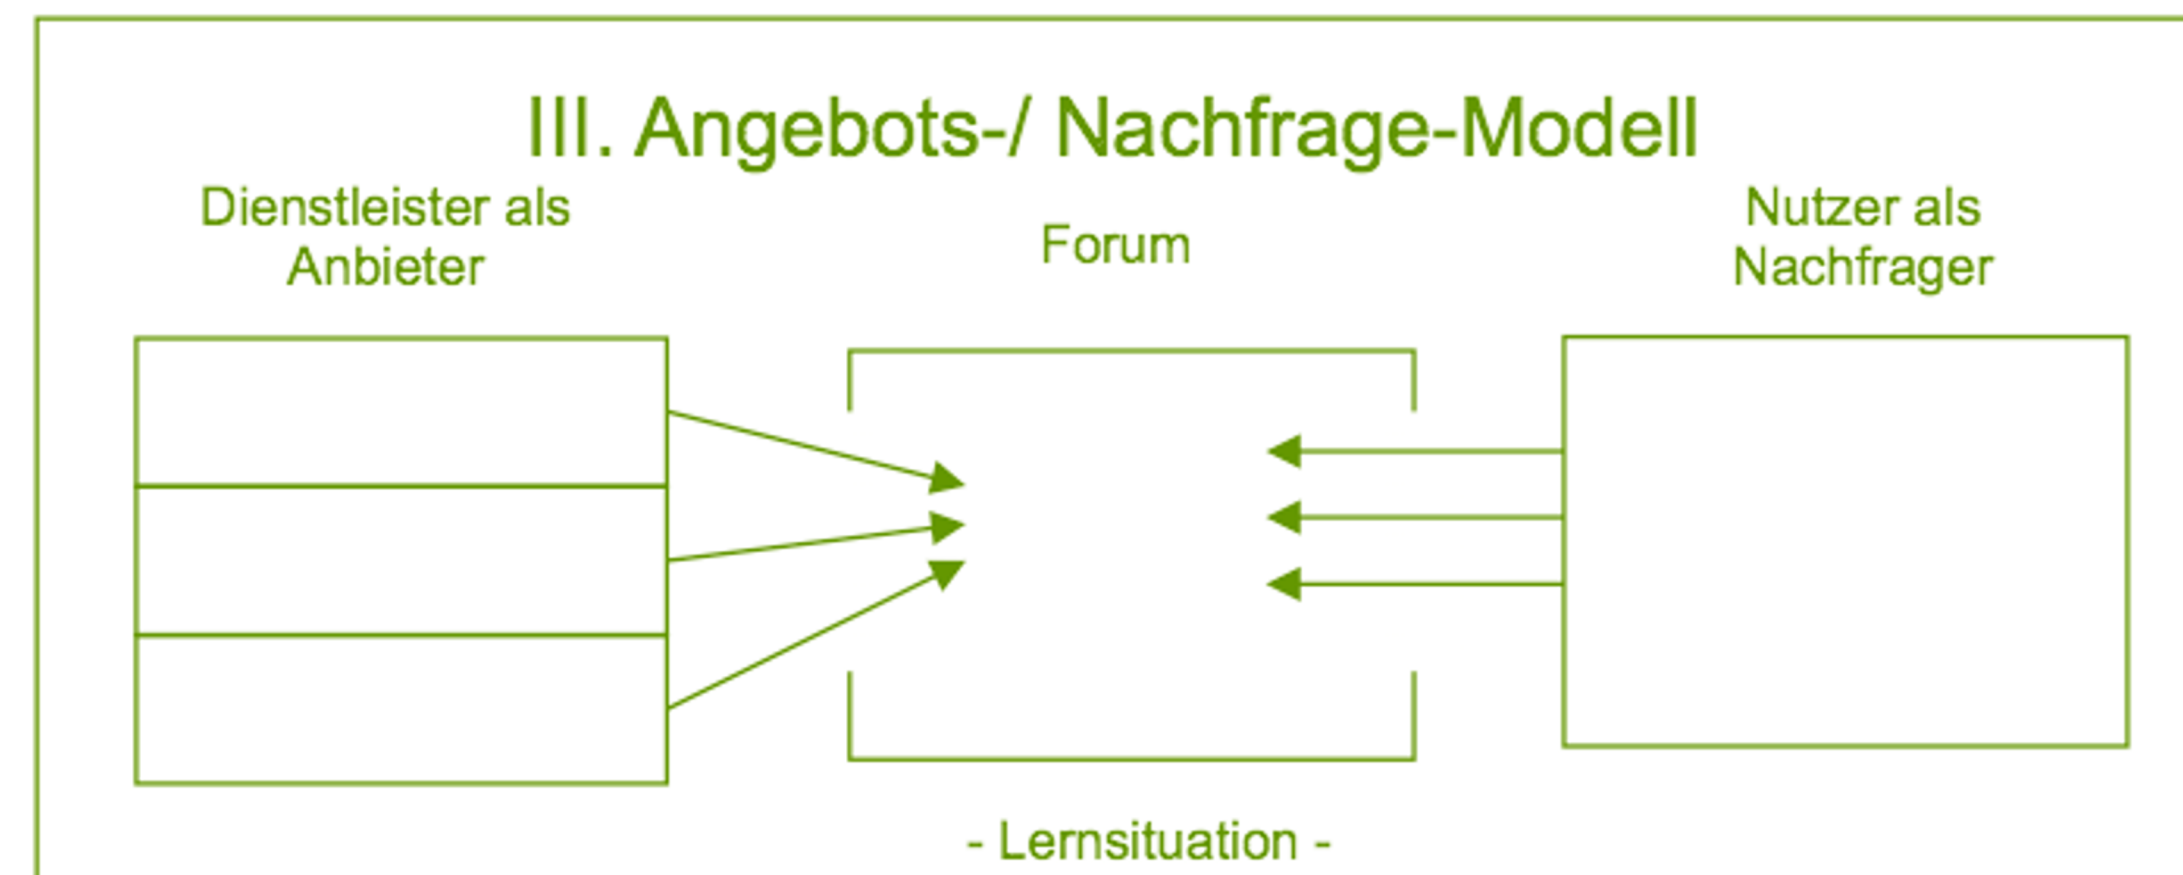 III. Angebots-/ Nachfrage-Modell
Dienstleister als
Anbieter
Forum
Nutzer als
Nachfrager
- Lernsituation -